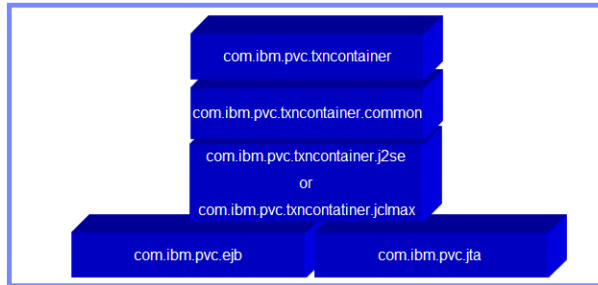 com.ibm.pvc.txncontainer
com.ibm.pvc.txncontainer.common
com.ibm.pvc.txncontainer.j2se
or
com.ibm.pvc.txncontatiner.jclmax
com.ibm.pvc.ejb
com.ibm.pvc.jta